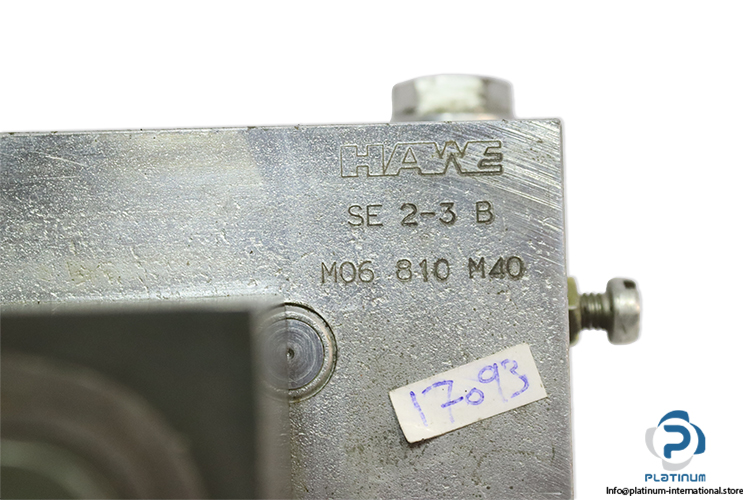 HAWE
SE 2-3 B
M06 810 M40
17093
PLATINUM
Info@platinum-international.store